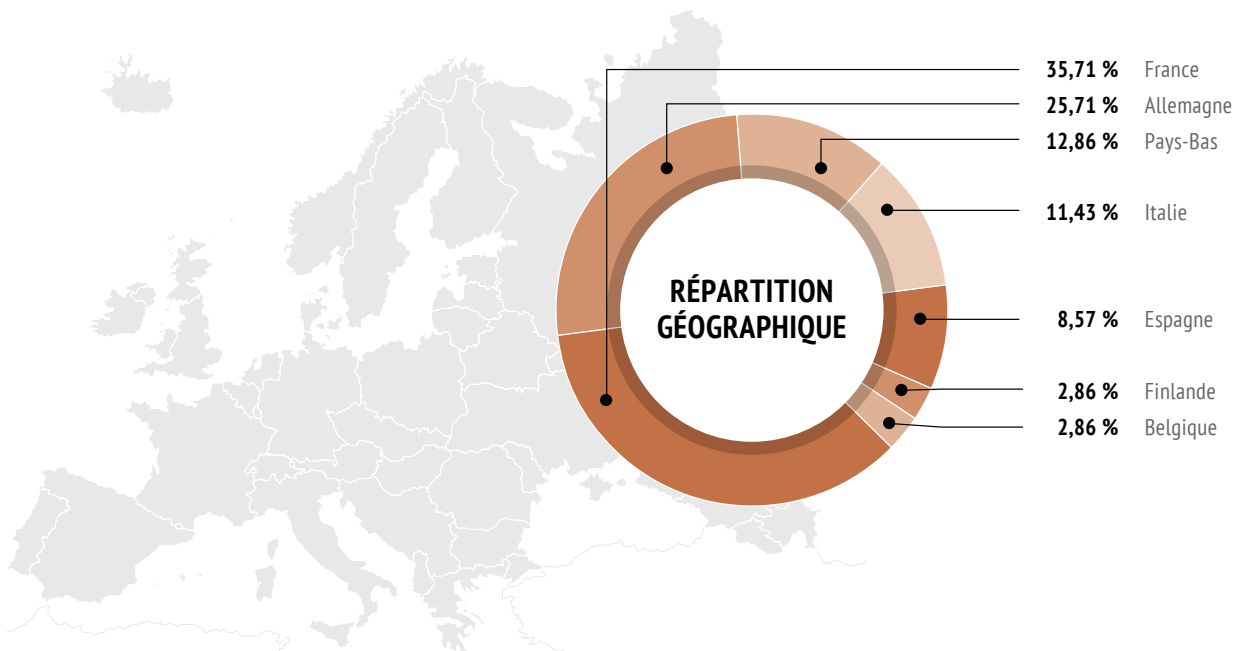 35,71 % France
25,71 % Allemagne
12,86 % Pays-Bas
11,43 % Italie
RÉPARTITION
GÉOGRAPHIQUE
8,57 % Espagne
2,86 % Finlande
2,86 % Belgique